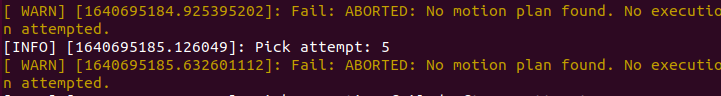 [ WARN] [1640695184.925395202]: Fail: ABORTED: No motion plan found. No executio
n attempted.
[INFO] [1640695185.126049]: Pick attempt: 5
[ WARN] [1640695185.632601112]: Fail: ABORTED: No motion plan found. No executio
n attempted.